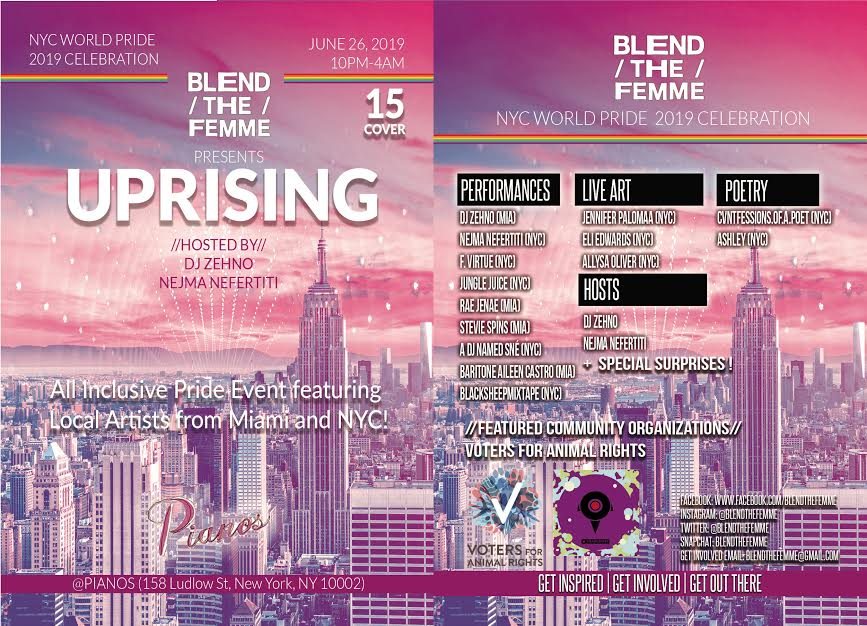 NYC WORLD PRIDE
2019 CELEBRATION
JUNE 26, 2019
10PM-4AM
BLEND
/ THE /
FEMME
15
COVER
PRESENTS
UPRISING
//HOSTED BY//
DJ ZEHNO
NEJMA NEFERTITI
All Inclusive Pride Event featuring
Local Artists from Miami and NYC!
Pianos
@PIANOS (158 Ludlow St, New York, NY 10002)
BLEND
/ THE /
FEMME
NYC WORLD PRIDE 2019 CELEBRATION
PERFORMANCES
DJ ZEHNO (MIA)
NEJMA NEFERTITI (NYC)
F. VIRTUE (NYC)
JUNGLE JUICE (NYC)
RAE JENAE (MIA)
STEVIE SPINS (MIA)
A DJ NAMED SNE (NYC)
BARITONE AILEEN CASTRO (MIA)
BLACKSHEEPMIXTAPE (NYC)
LIVE ART
JENNIFER PALOMAA (NYC)
ELI EDWARDS (NYC)
ALLYSA OLIVER (NYC)
HOSTS
DJ ZEHNO
NEJMA NEFERTITI
+ SPECIAL SURPRISES !
POETRY
CVNTFESSIONS.OF.A.POET (NYC)
ASHLEY (NYC)
//FEATURED COMMUNITY ORGANIZATIONS//
VOTERS FOR ANIMAL RIGHTS
V
VOTERS FOR
ANIMAL RIGHTS
FACEBOOK: WWW.FACEBOOK.COM/BLENDTHEFEMME
INSTAGRAM: @BLENDTHEFEMME
TWITTER: @BLENDTHEFEMME
SNAPCHAT: BLENDTHEFEMME
GET INVOLVED EMAIL: BLENDTHEFEMME@GMAIL.COM
GET INSPIRED | GET INVOLVED | GET OUT THERE